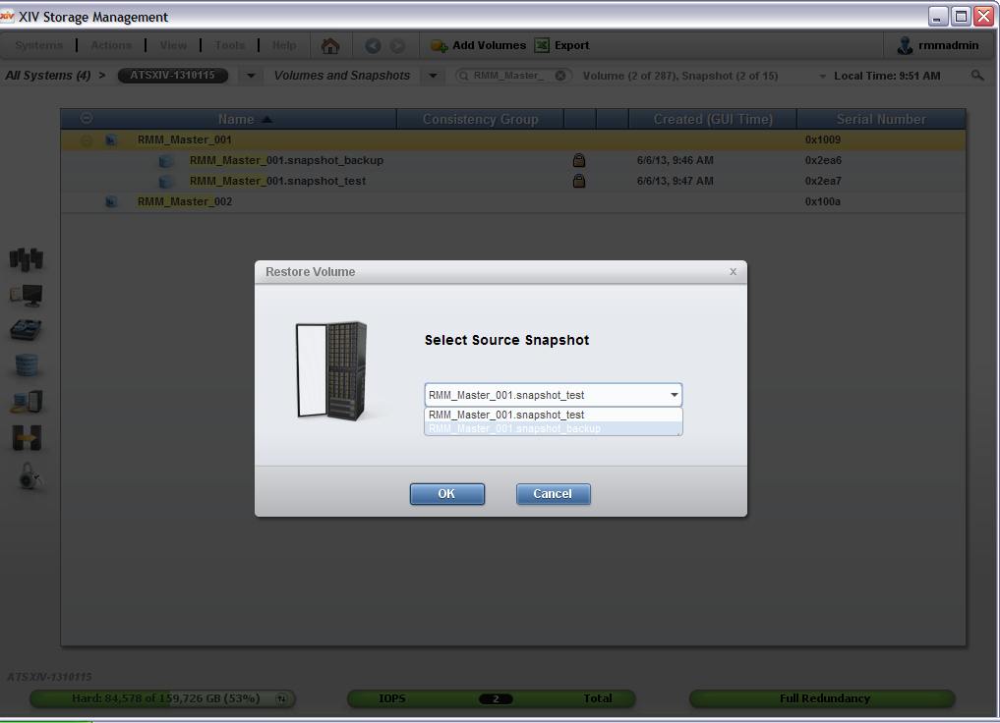 XIV XIV Storage Management
Systems Actions View Tools Help Add Volumes Export rmmadmin
All Systems (4) > ATSXIV-1310115 Volumes and Snapshots RMM_Master_ Volume (2 of 287), Snapshot (2 of 15) Local Time: 9:51 AM
Name Consistency Group Created (GUI Time) Serial Number
RMM_Master_001 0x1009
RMM_Master_001.snapshot_backup 6/6/13, 9:46 AM 0x2ea6
RMM_Master_001.snapshot_test 6/6/13, 9:47 AM 0x2ea7
RMM_Master_002 0x100a
Restore Volume x
Select Source Snapshot
RMM_Master_001.snapshot_test
RMM_Master_001.snapshot_test
RMM_Master_001.snapshot_backup
OK Cancel
ATSXIV-1310115
Hard: 84,578 of 159,726 GB (53%) IOPS 2 Total Full Redundancy